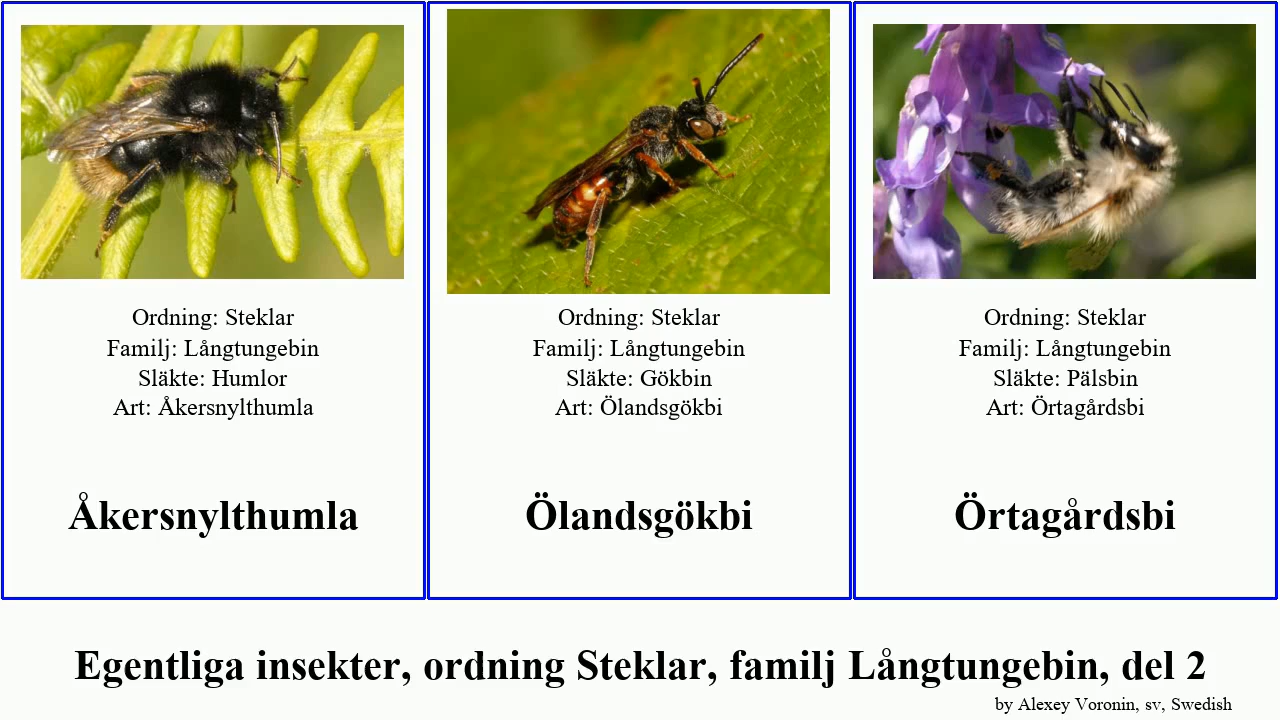 Ordning: Steklar
Familj: Långtungebin
Släkte: Humlor
Art: Åkersnylthumla
Åkersnylthumla
Ordning: Steklar
Familj: Långtungebin
Släkte: Gökbin
Art: Ölandsgökbi
Ölandsgökbi
Ordning: Steklar
Familj: Långtungebin
Släkte: Pälsbin
Art: Örtagårdsbi
Örtagårdsbi
Egentliga insekter, ordning Steklar, familj Långtungebin, del 2
by Alexey Voronin, sv, Swedish